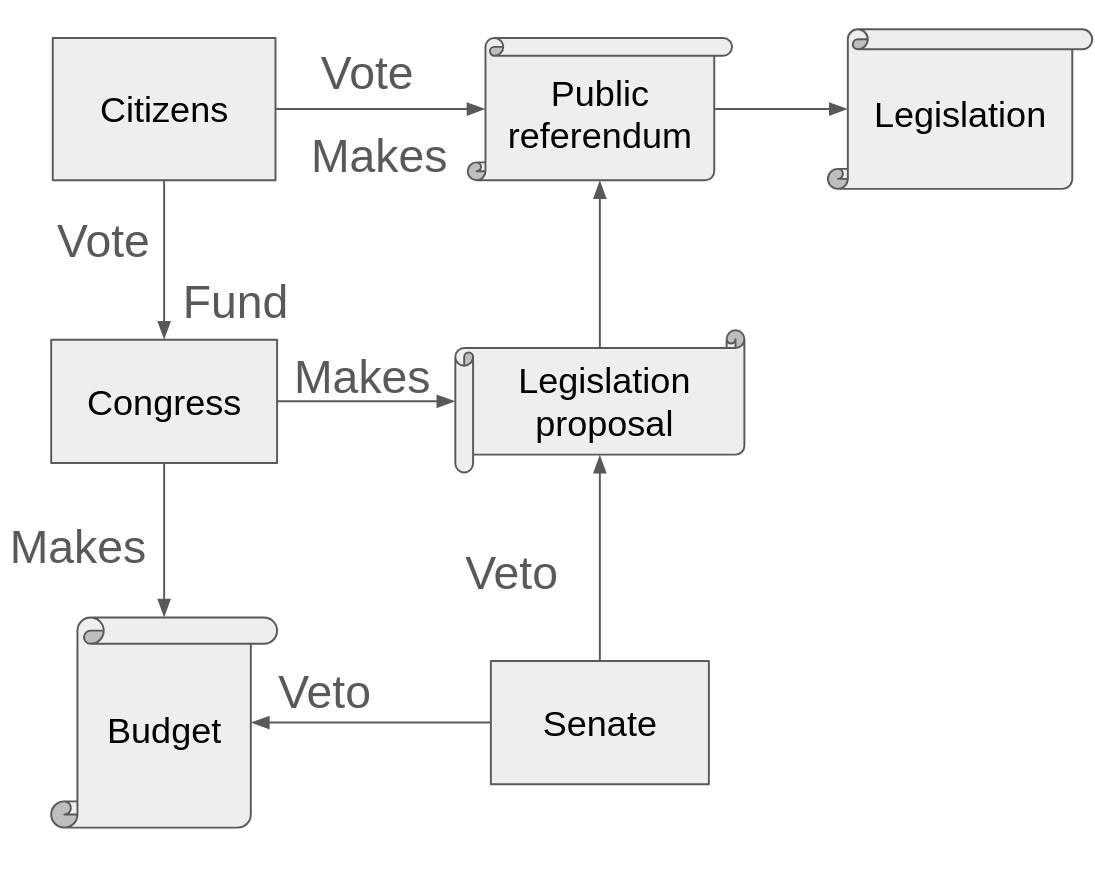 Citizens
Vote
Makes
Public
referendum
Legislation
Vote
Fund
Congress
Makes
Legislation
proposal
Makes
Veto
Budget
Veto
Senate